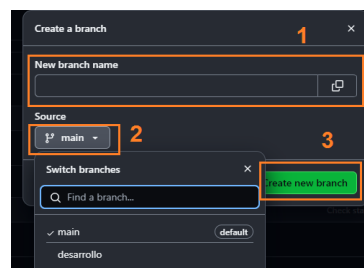 Create a branch
1
New branch name
Source
main
2
3
Switch branches
Create new branch
Find a branch...
main
default
desarrollo